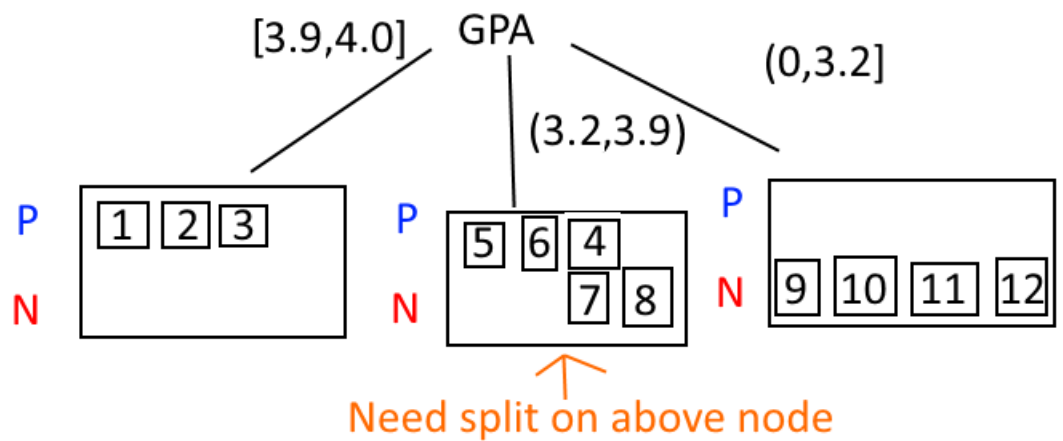 GPA
[3.9,4.0]
(3.2,3.9)
(0,3.2]
P
1 2 3
N
P
5 6 4
N
7 8
P
N
9 10 11 12
Need split on above node